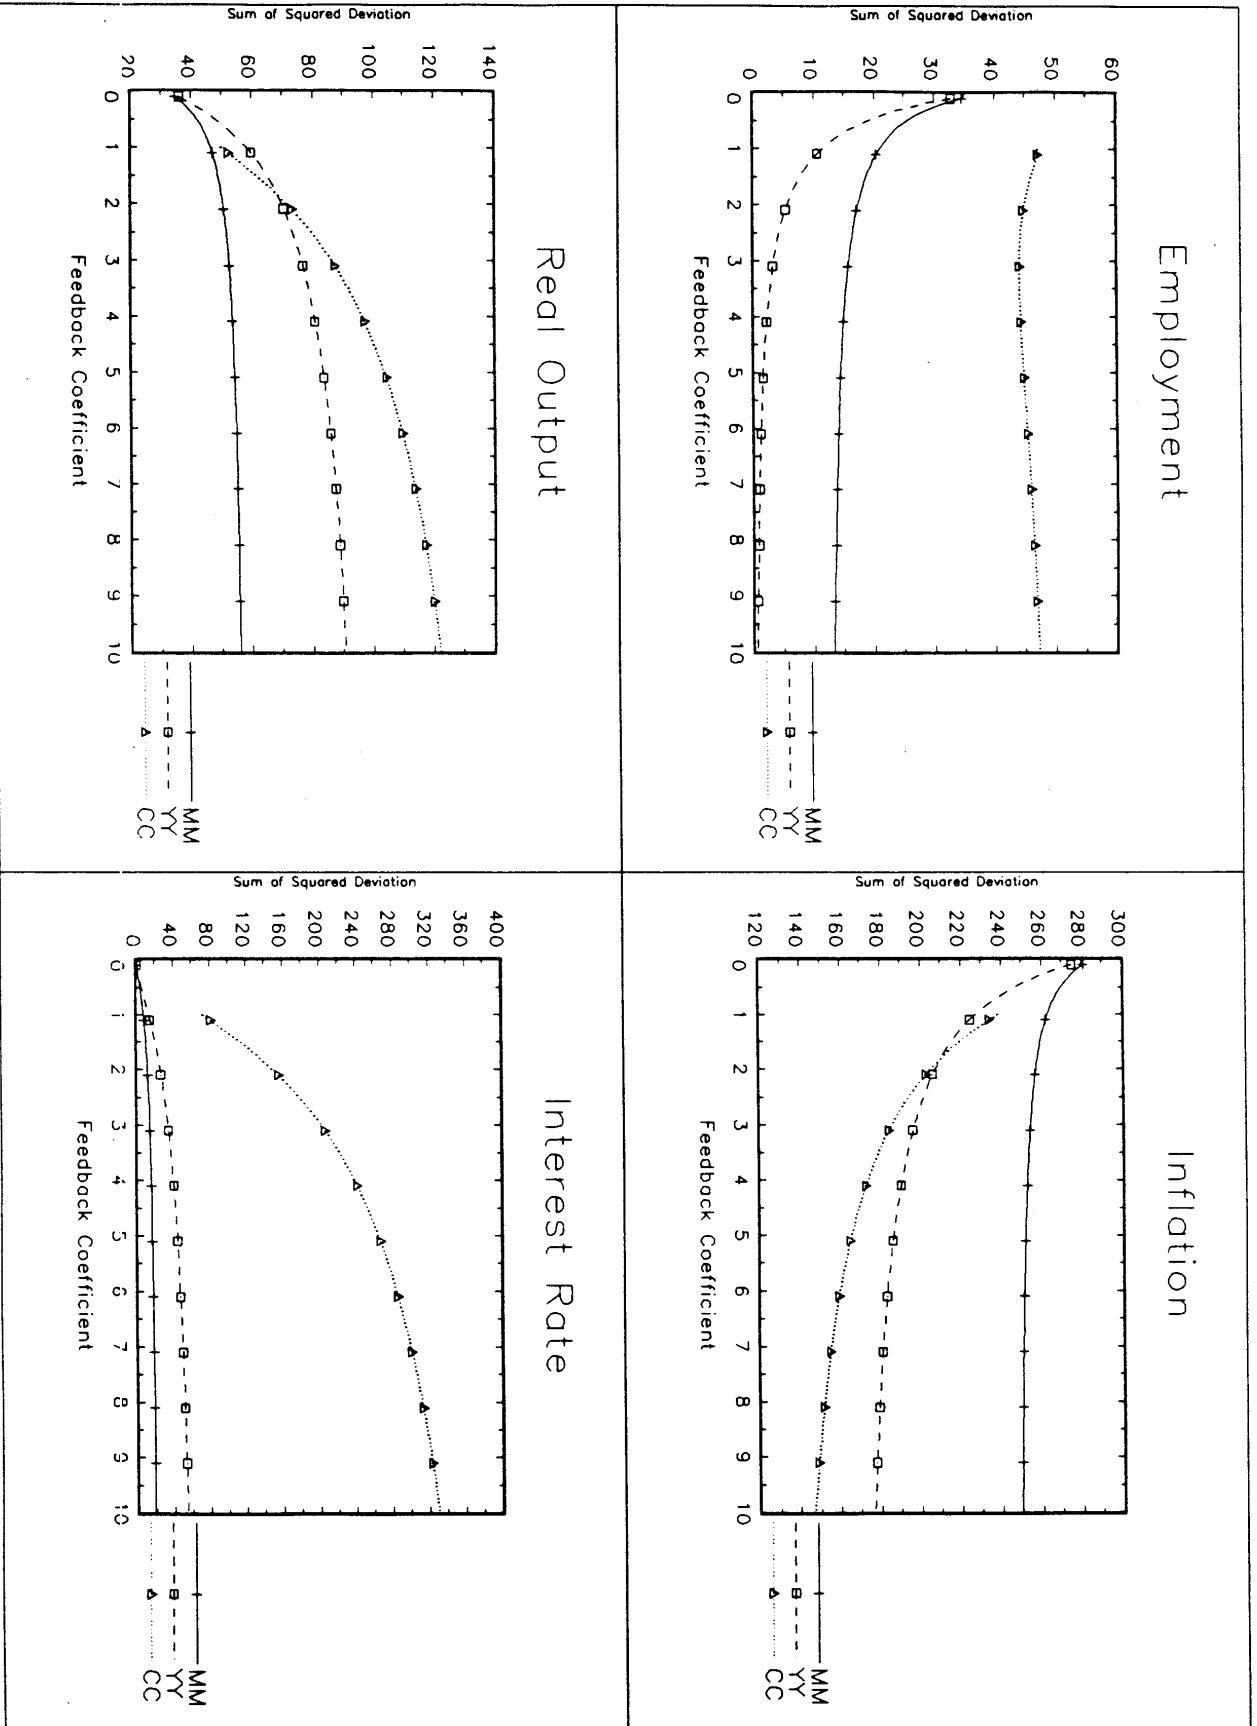 Employment
Sum of Squared Deviation
60
50
40
30
20
10
0
0 1 2 3 4 5 6 7 8 9 10
Feedback Coefficient
MM
YY
CC
Inflation
Sum of Squared Deviation
300
280
260
240
220
200
180
160
140
120
0 1 2 3 4 5 6 7 8 9 10
Feedback Coefficient
MM
YY
CC
Real Output
Sum of Squared Deviation
140
120
100
80
60
40
20
0 1 2 3 4 5 6 7 8 9 10
Feedback Coefficient
MM
YY
CC
Interest Rate
Sum of Squared Deviation
400
360
320
280
240
200
160
120
80
40
0
0 1 2 3 4 5 6 7 8 9 10
Feedback Coefficient
MM
YY
CC